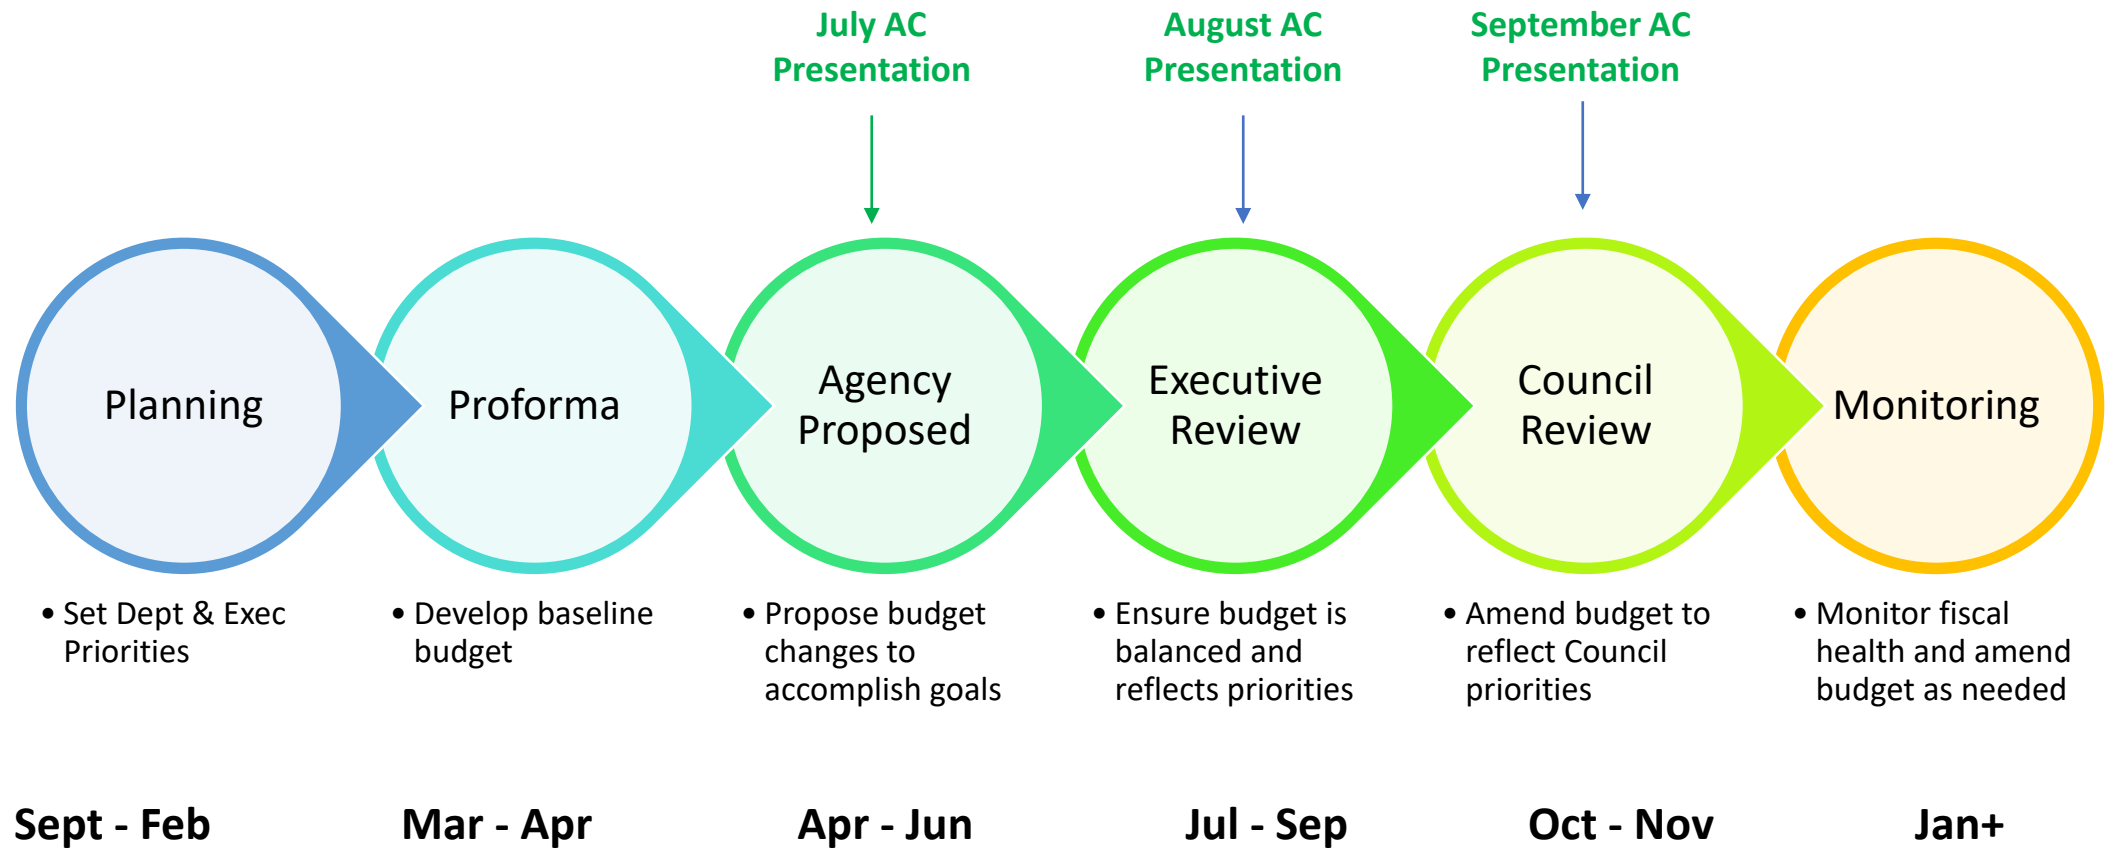 July AC
Presentation
August AC
Presentation
September AC
Presentation
Planning
Proforma
Agency
Proposed
Executive
Review
Council
Review
Monitoring
• Set Dept & Exec
Priorities
• Develop baseline
budget
• Propose budget
changes to
accomplish goals
• Ensure budget is
balanced and
reflects priorities
• Amend budget to
reflect Council
priorities
• Monitor fiscal
health and amend
budget as needed
Sept - Feb
Mar - Apr
Apr - Jun
Jul - Sep
Oct - Nov
Jan+